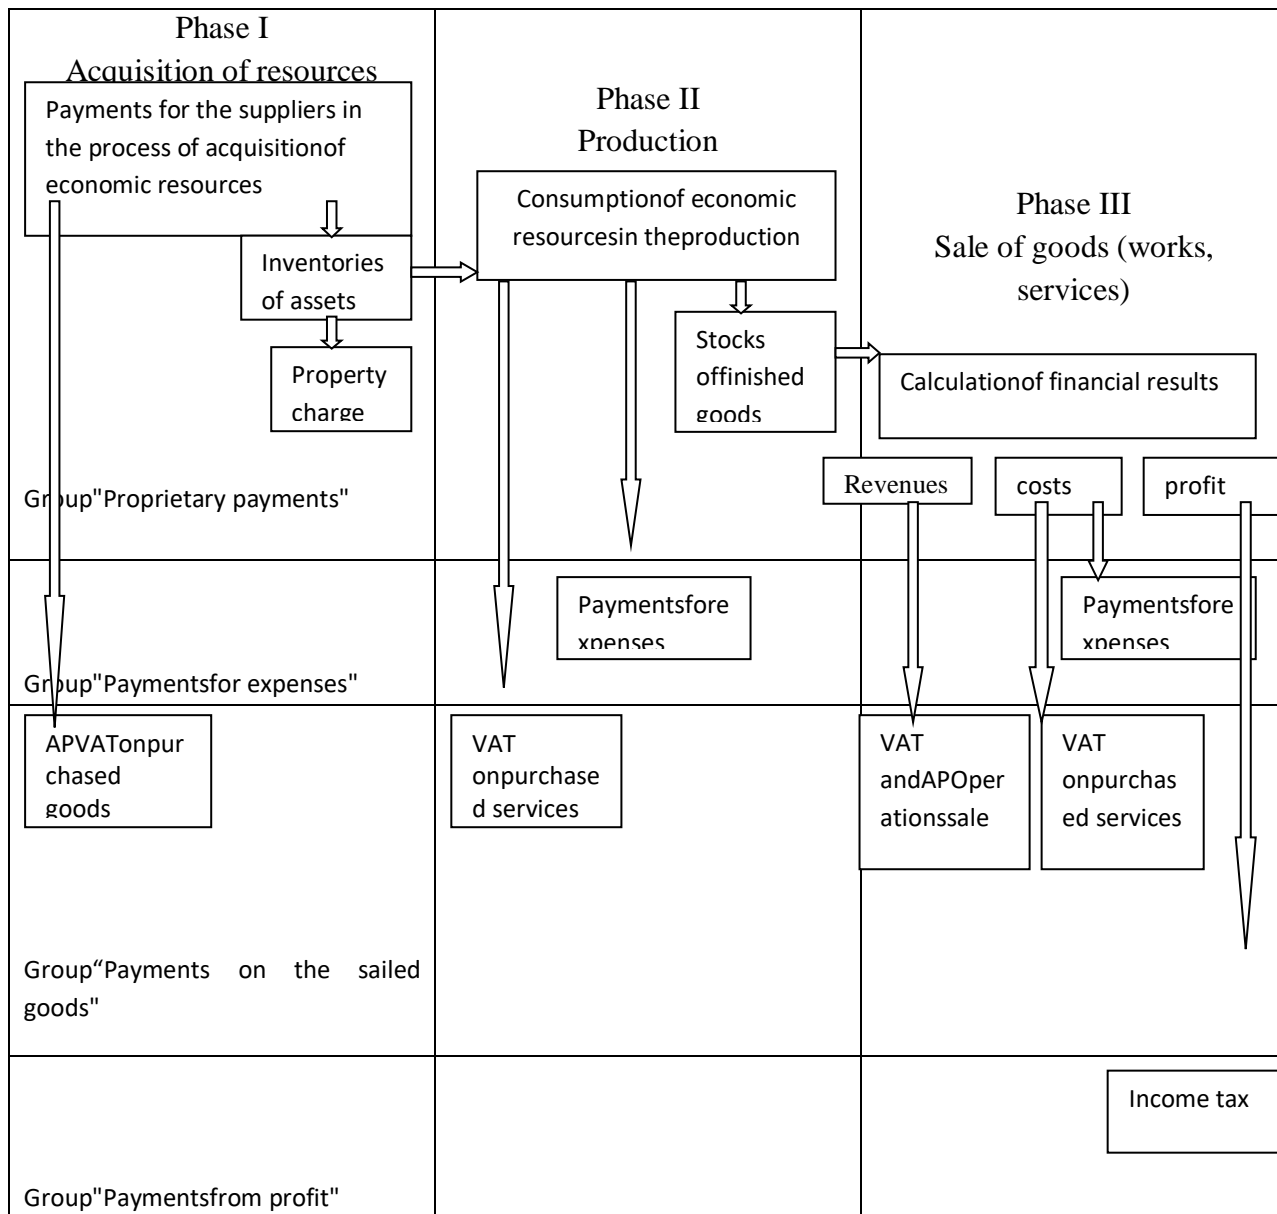 Phase I
Acquisition of resources
Payments for the suppliers in
the process of acquisitionof
economic resources
Inventories
of assets
Property
charge
Group"Proprietary payments"
Phase II
Production
Consumptionof economic
resourcesin theproduction
Stocks
offinished
goods
Phase III
Sale of goods (works,
services)
Calculationof financial results
Revenues
costs
profit
Group"Paymentsfor expenses"
Paymentsfore
xpenses
Paymentsfore
xpenses
APVATonpur
chased
goods
Group“Payments on the sailed
goods"
VAT
onpurchase
d services
VAT
andAPOper
ationssale
VAT
onpurchas
ed services
Group"Paymentsfrom profit"
Income tax